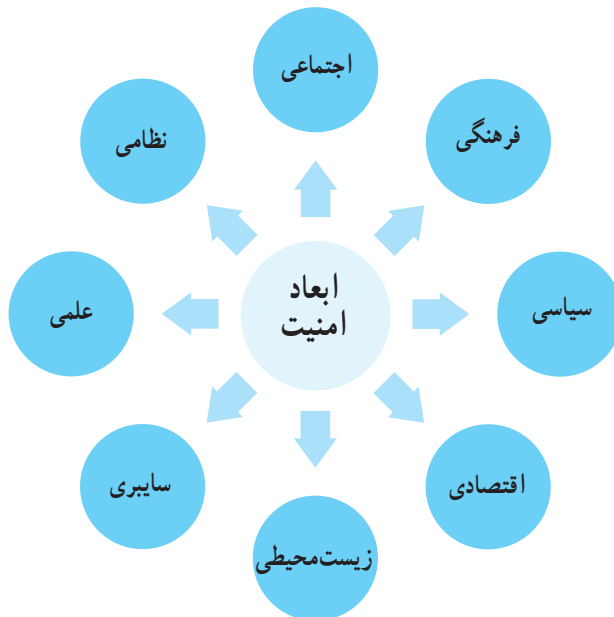 اجتماعی
فرهنگی
نظامی
ابعاد
امنیت
سیاسی
علمی
اقتصادی
سایبری
زیست‌محیطی